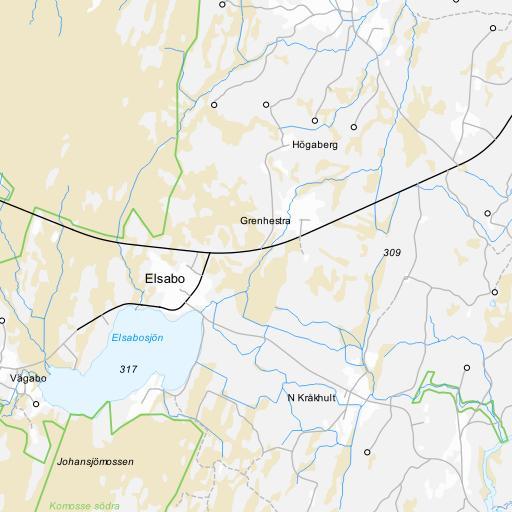 Högaberg
Grenhestra
309
Elsabo
Elsabosjön
317
Vägabo
N Kråkhult
Johansjömossen
Komosse södra